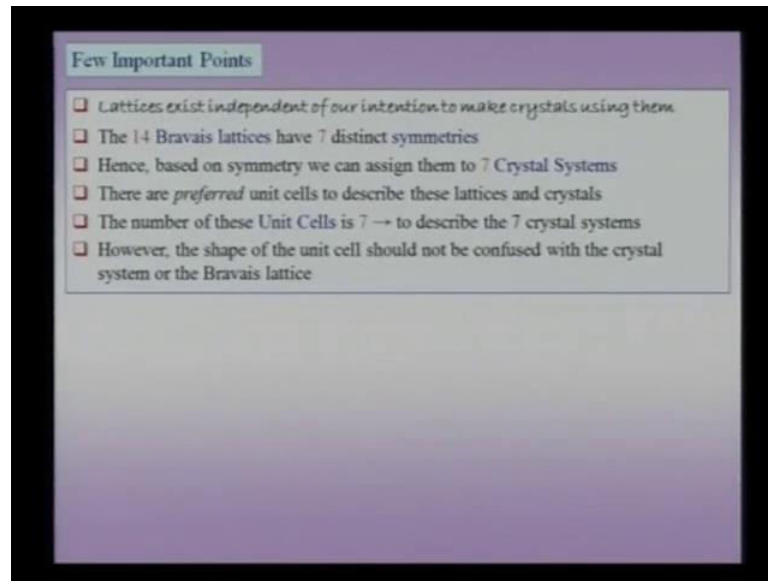 Few Important Points
Lattices exist independent of our intention to make crystals using them
The 14 Bravais lattices have 7 distinct symmetries
Hence, based on symmetry we can assign them to 7 Crystal Systems
There are preferred unit cells to describe these lattices and crystals
The number of these Unit Cells is 7 → to describe the 7 crystal systems
However, the shape of the unit cell should not be confused with the crystal
system or the Bravais lattice